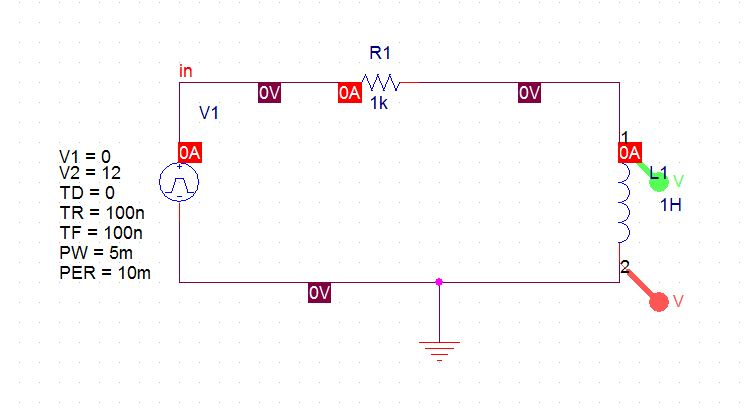 R1
in
0V
0A
1k
0V
V1
1
0A
0A
L1
V
1H
V1 = 0
V2 = 12
TD = 0
TR = 100n
TF = 100n
PW = 5m
PER = 10m
2
0V
V